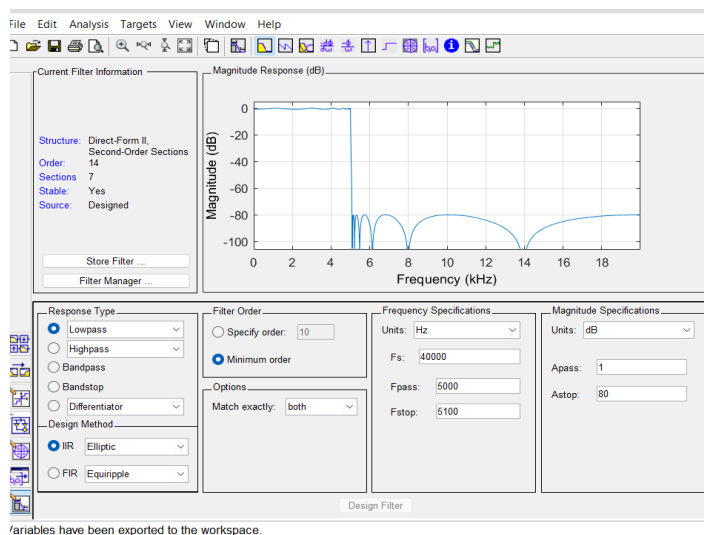 File Edit Analysis Targets View Window Help
Current Filter Information
Structure: Direct-Form II,
Second-Order Sections
Order: 14
Sections 7
Stable: Yes
Source: Designed
Store Filter ...
Filter Manager ...
Magnitude Response (dB)
Magnitude (dB)
0
-20
-40
-60
-80
-100
0 2 4 6 8 10 12 14 16 18
Frequency (kHz)
Response Type
Lowpass
Highpass
Bandpass
Bandstop
Differentiator
Design Method
IIR Elliptic
FIR Equiripple
Filter Order
Specify order: 10
Minimum order
Options
Match exactly: both
Frequency Specifications
Units: Hz
Fs: 40000
Fpass: 5000
Fstop: 5100
Magnitude Specifications
Units: dB
Apass: 1
Astop: 80
Design Filter
Variables have been exported to the workspace.